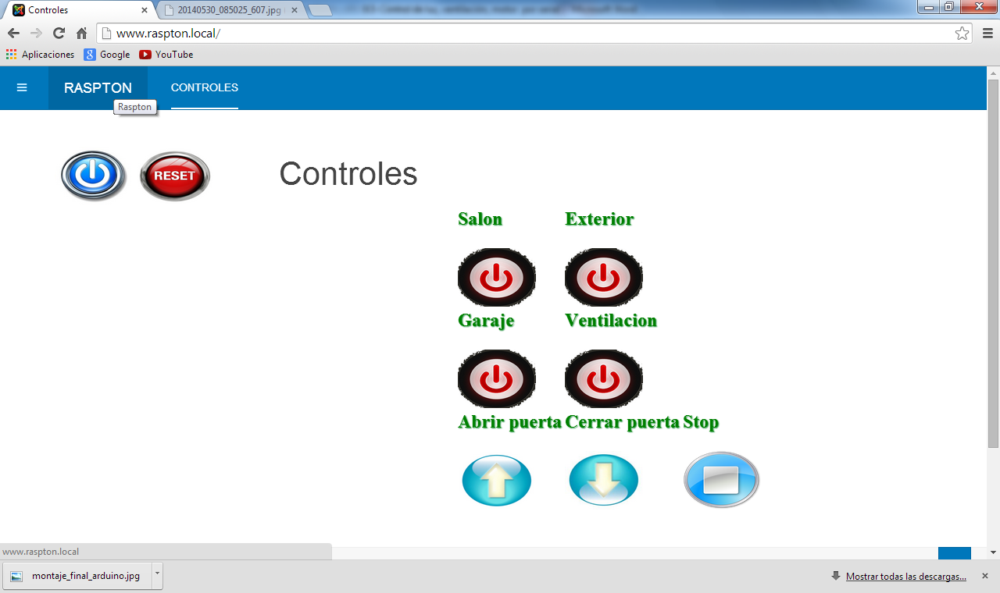 Controles
20140530_085025_607.jpg
www.raspton.local/
Aplicaciones Google YouTube
RASPTON CONTROLES
Raspton
RESET
Controles
Salon Exterior
Garaje Ventilacion
Abrir puerta Cerrar puerta Stop
www.raspton.local
montaje_final_arduino.jpg
Mostrar todas las descargas...